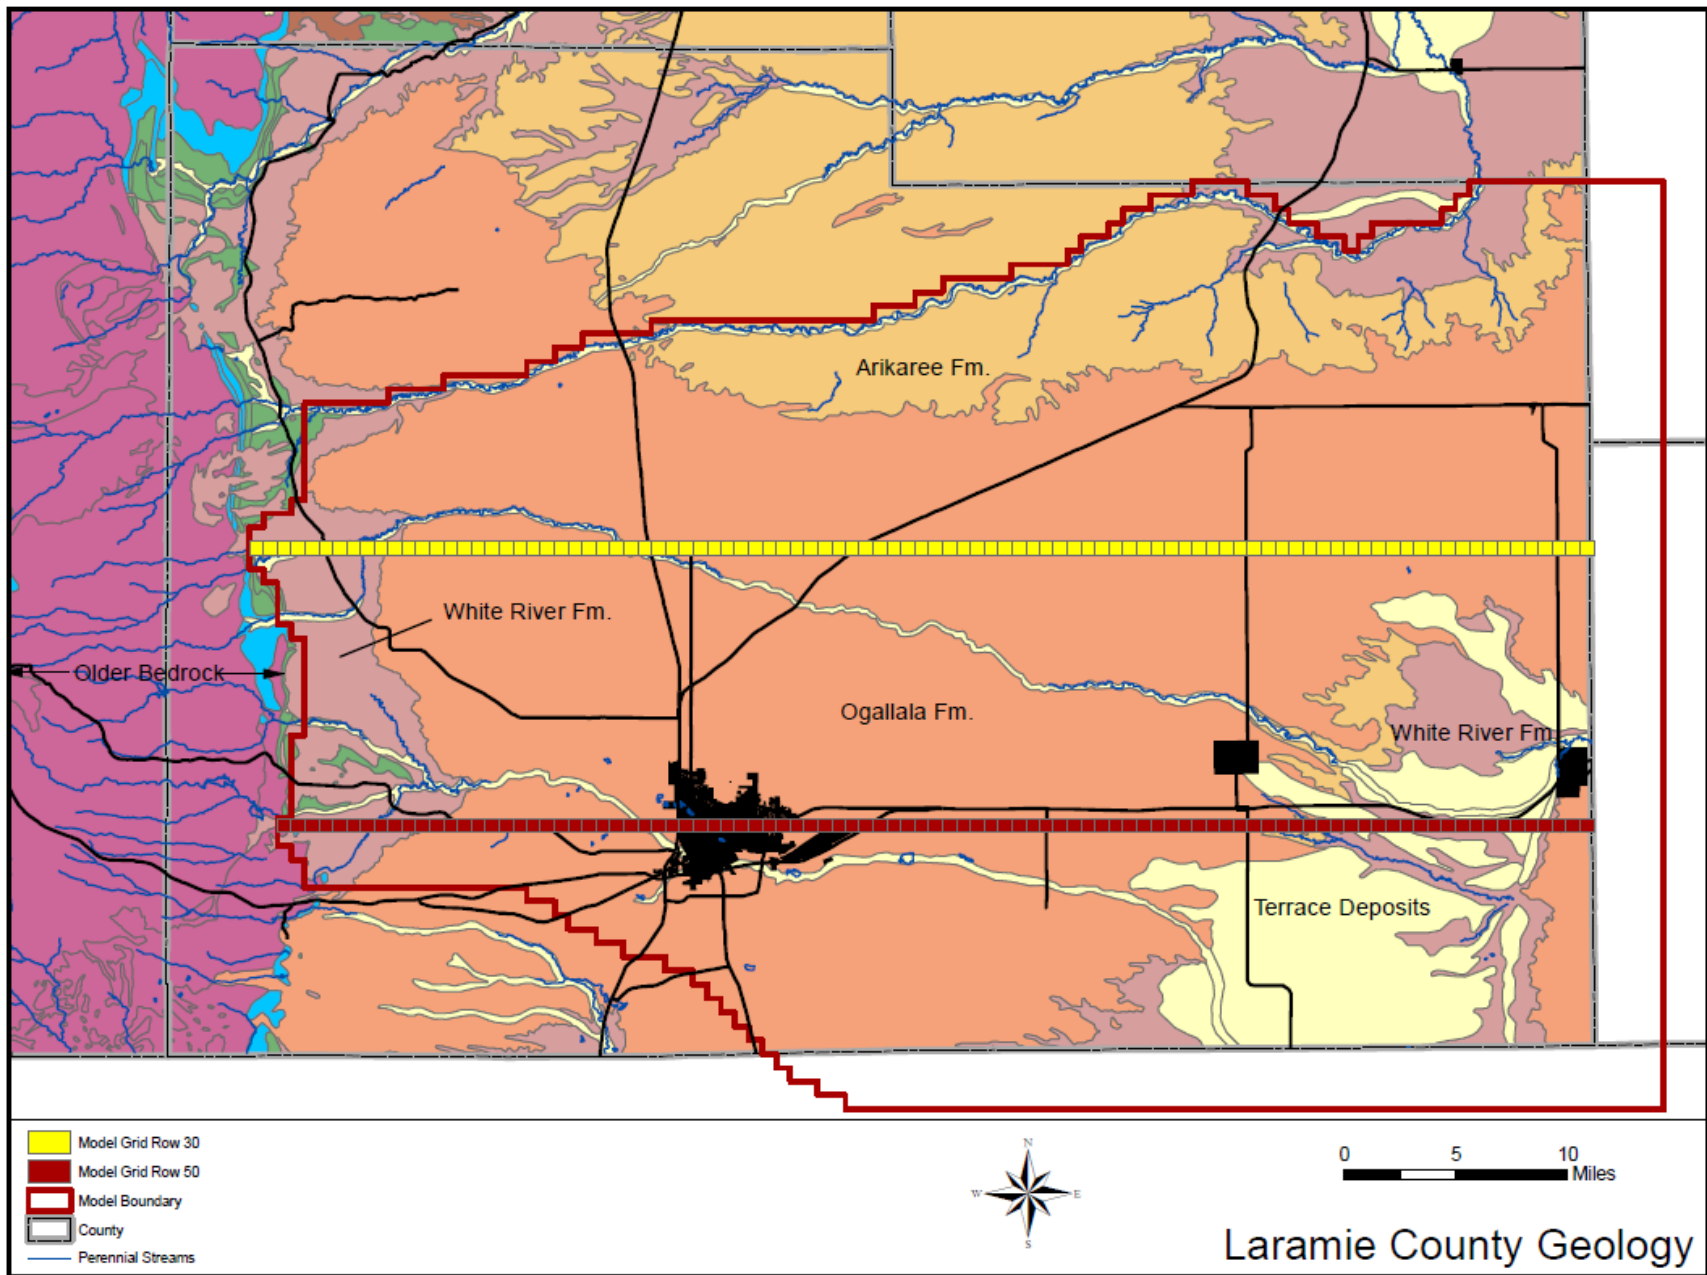 Arikaree Fm.
White River Fm.
Older Bedrock
Ogallala Fm.
White River Fm
Terrace Deposits
Model Grid Row 30
Model Grid Row 50
Model Boundary
County
Perennial Streams
N
W E
S
0 5 10
Miles
Laramie County Geology